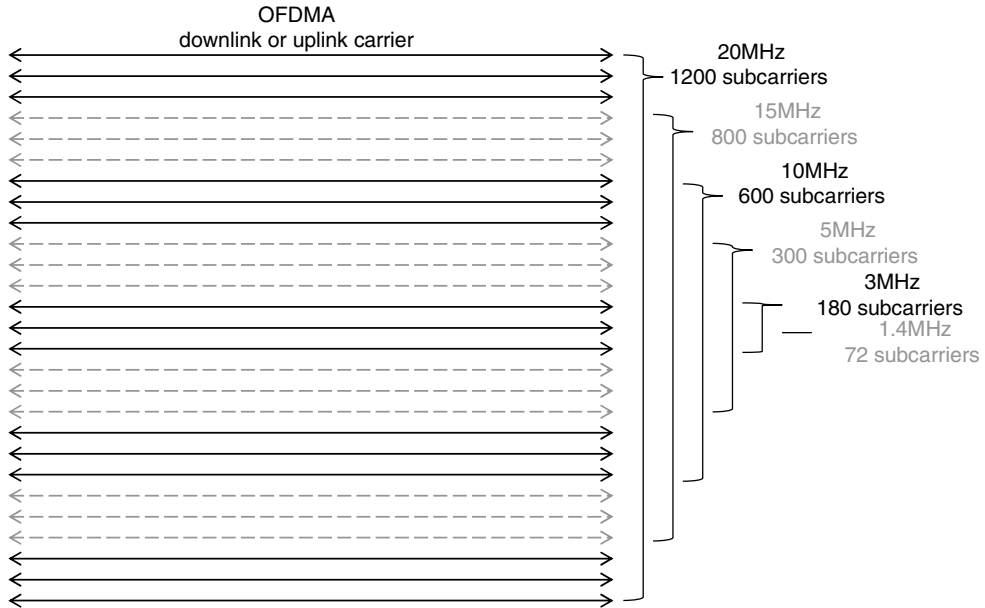 OFDMA
downlink or uplink carrier
20MHz
1200 subcarriers
15MHz
800 subcarriers
10MHz
600 subcarriers
5MHz
300 subcarriers
3MHz
180 subcarriers
1.4MHz
72 subcarriers